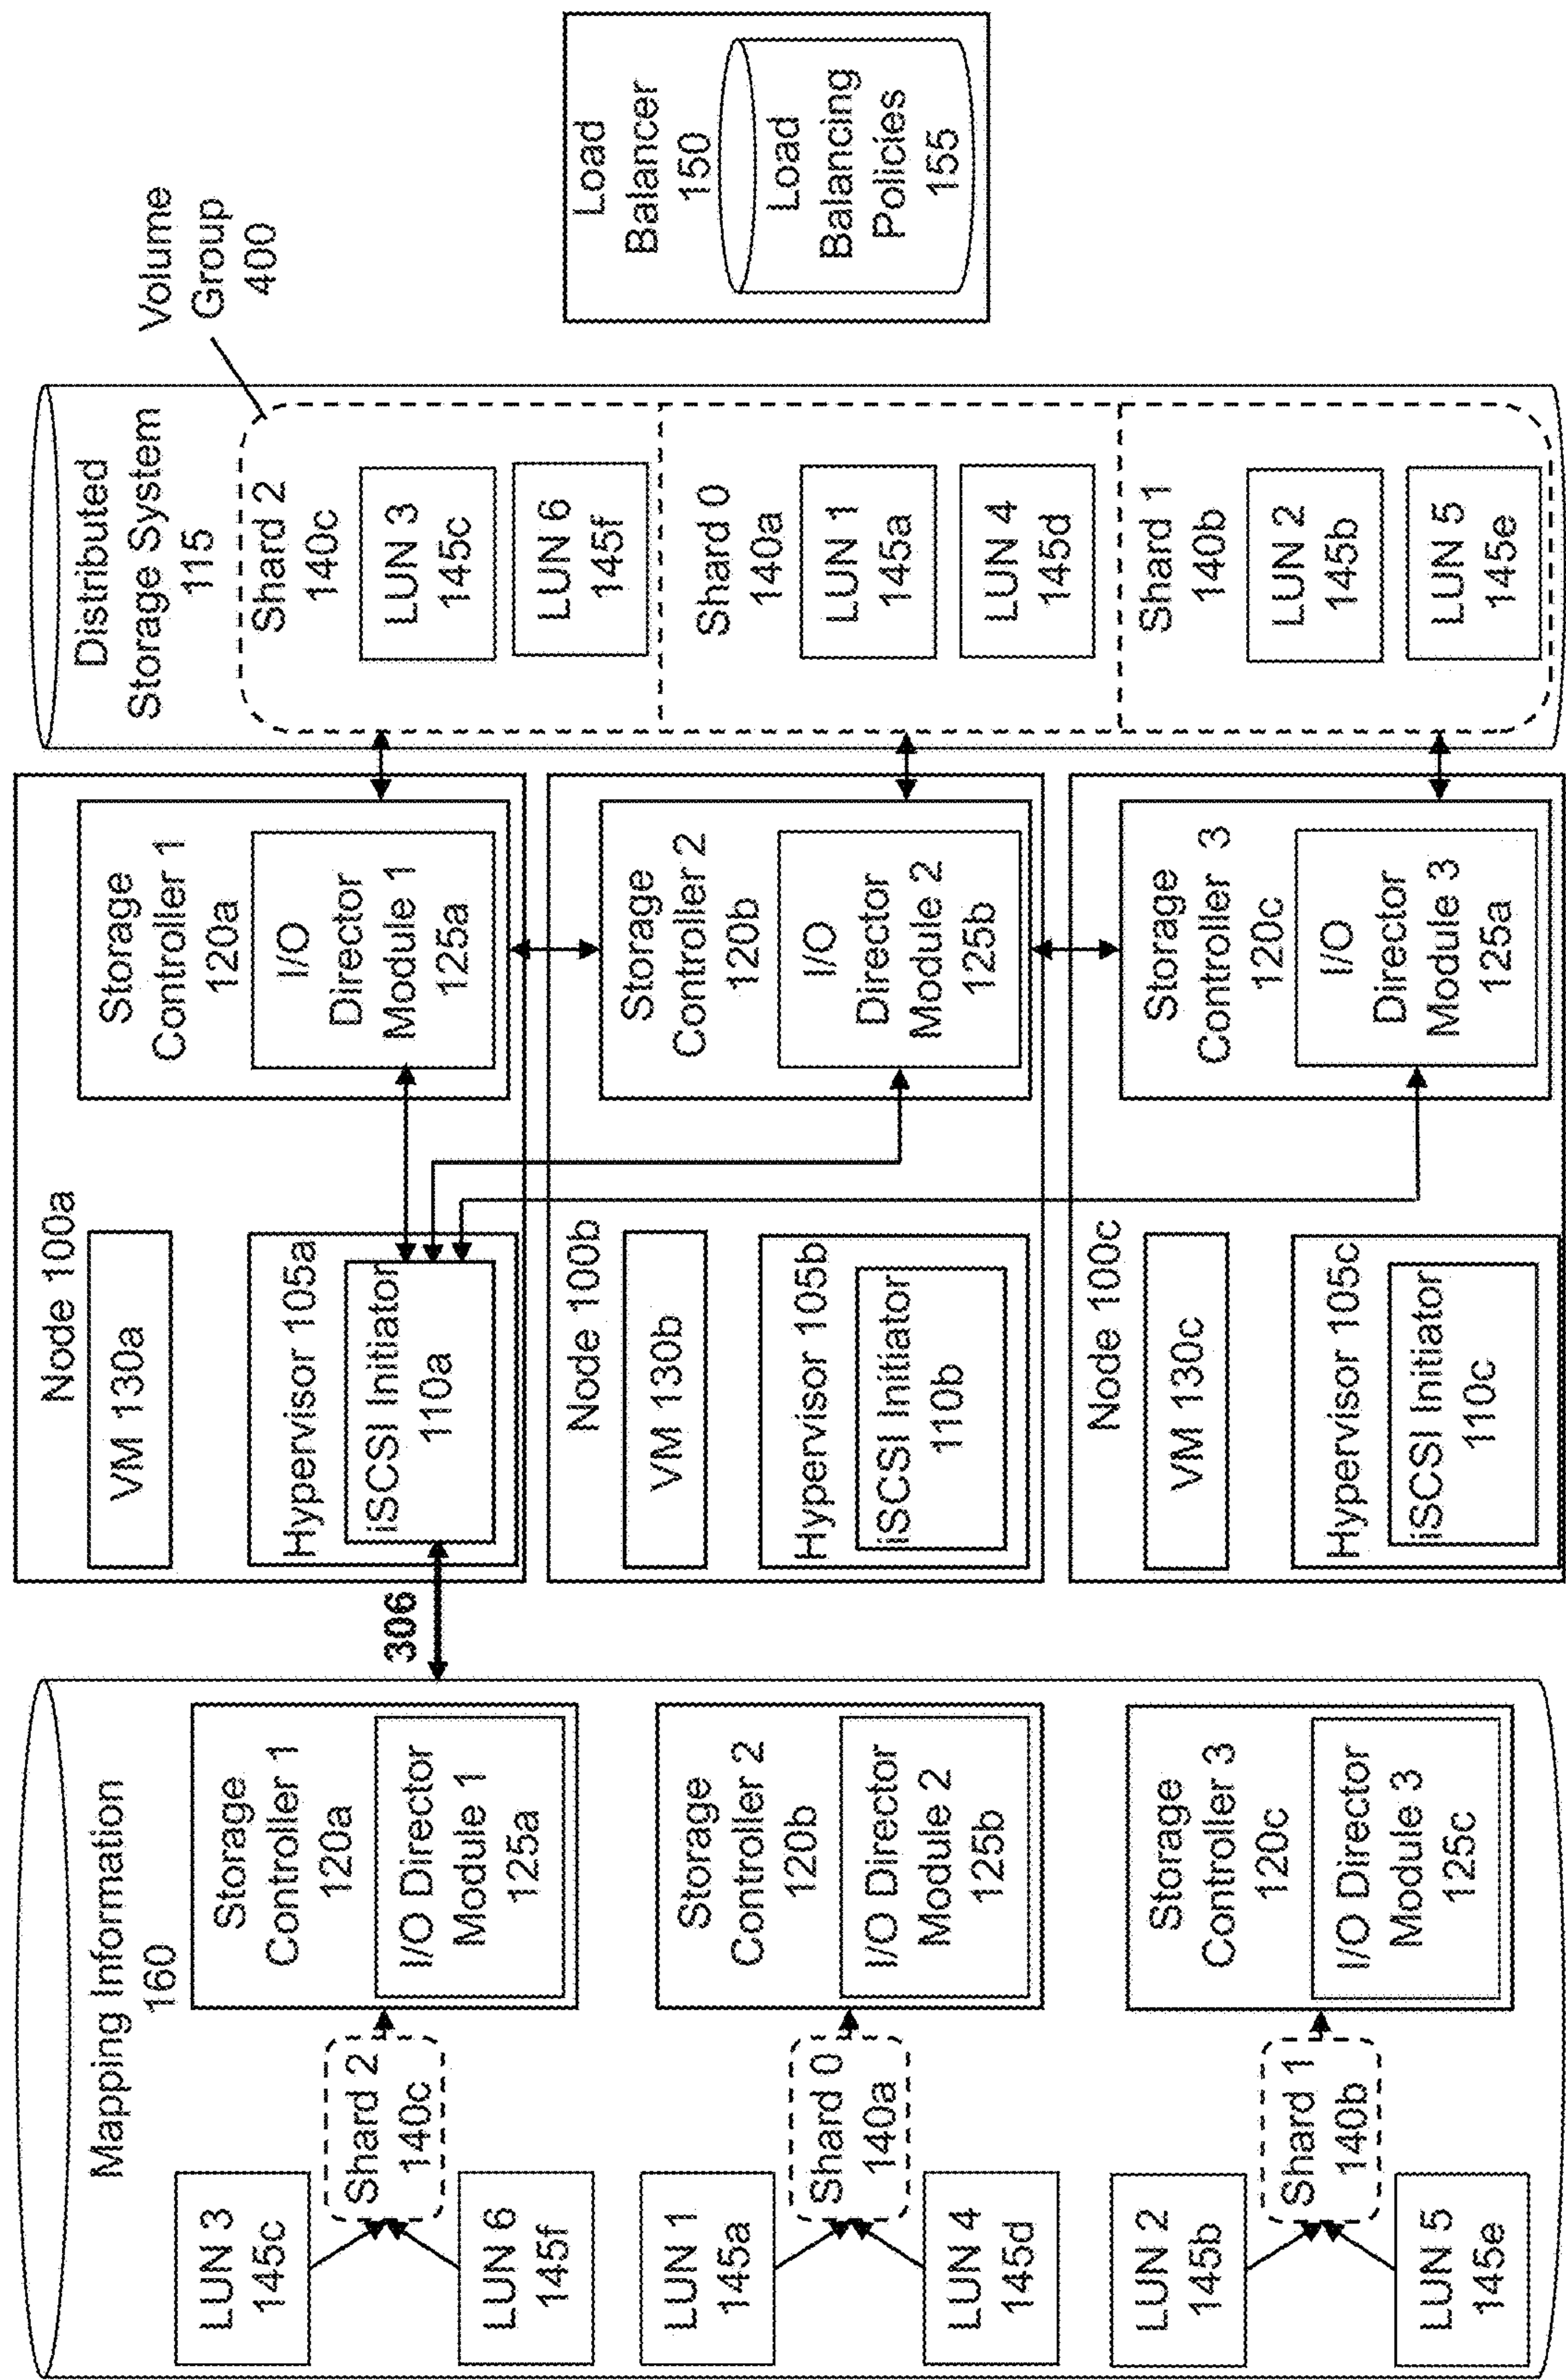 Mapping Information
160
LUN 3
145c
LUN 6
145f
Shard 2
140c
Storage
Controller 1
120a
I/O Director
Module 1
125a
LUN 1
145a
LUN 4
145d
Shard 0
140a
Storage
Controller 2
120b
I/O Director
Module 2
125b
LUN 2
145b
LUN 5
145e
Shard 1
140b
Storage
Controller 3
120c
I/O Director
Module 3
125c
306
Node 100a
VM 130a
Hypervisor 105a
iSCSI Initiator
110a
Storage
Controller 1
120a
I/O
Director
Module 1
125a
Node 100b
VM 130b
Hypervisor 105b
iSCSI Initiator
110b
Storage
Controller 2
120b
I/O
Director
Module 2
125b
Node 100c
VM 130c
Hypervisor 105c
iSCSI Initiator
110c
Storage
Controller 3
120c
I/O
Director
Module 3
125a
Distributed
Storage System
115
Shard 2
140c
LUN 3
145c
LUN 6
145f
Shard 0
140a
LUN 1
145a
LUN 4
145d
Shard 1
140b
LUN 2
145b
LUN 5
145e
Volume
Group
400
Load
Balancer
150
Load
Balancing
Policies
155